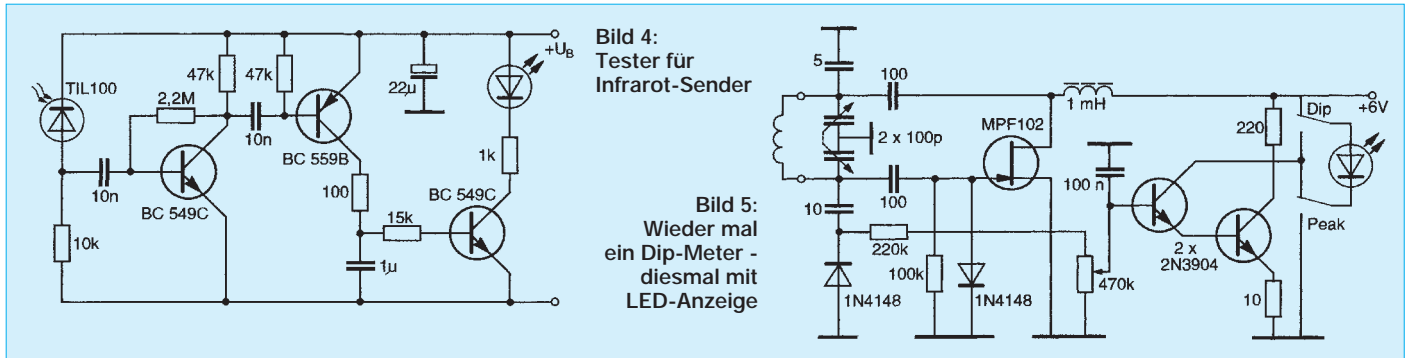 TIL100
10k
10n
2,2M
47k
BC 549C
10n
47k
BC 559B
100
1µ
15k
22µ
1k
BC 549C
+UB
Bild 4:
Tester für
Infrarot-Sender
Bild 5:
Wieder mal
ein Dip-Meter -
diesmal mit
LED-Anzeige
5
100
2 x 100p
10
100
220k
1N4148
100k
1N4148
MPF102
1 mH
470k
100 n
2 x
2N3904
220
10
+6V
Dip
Peak